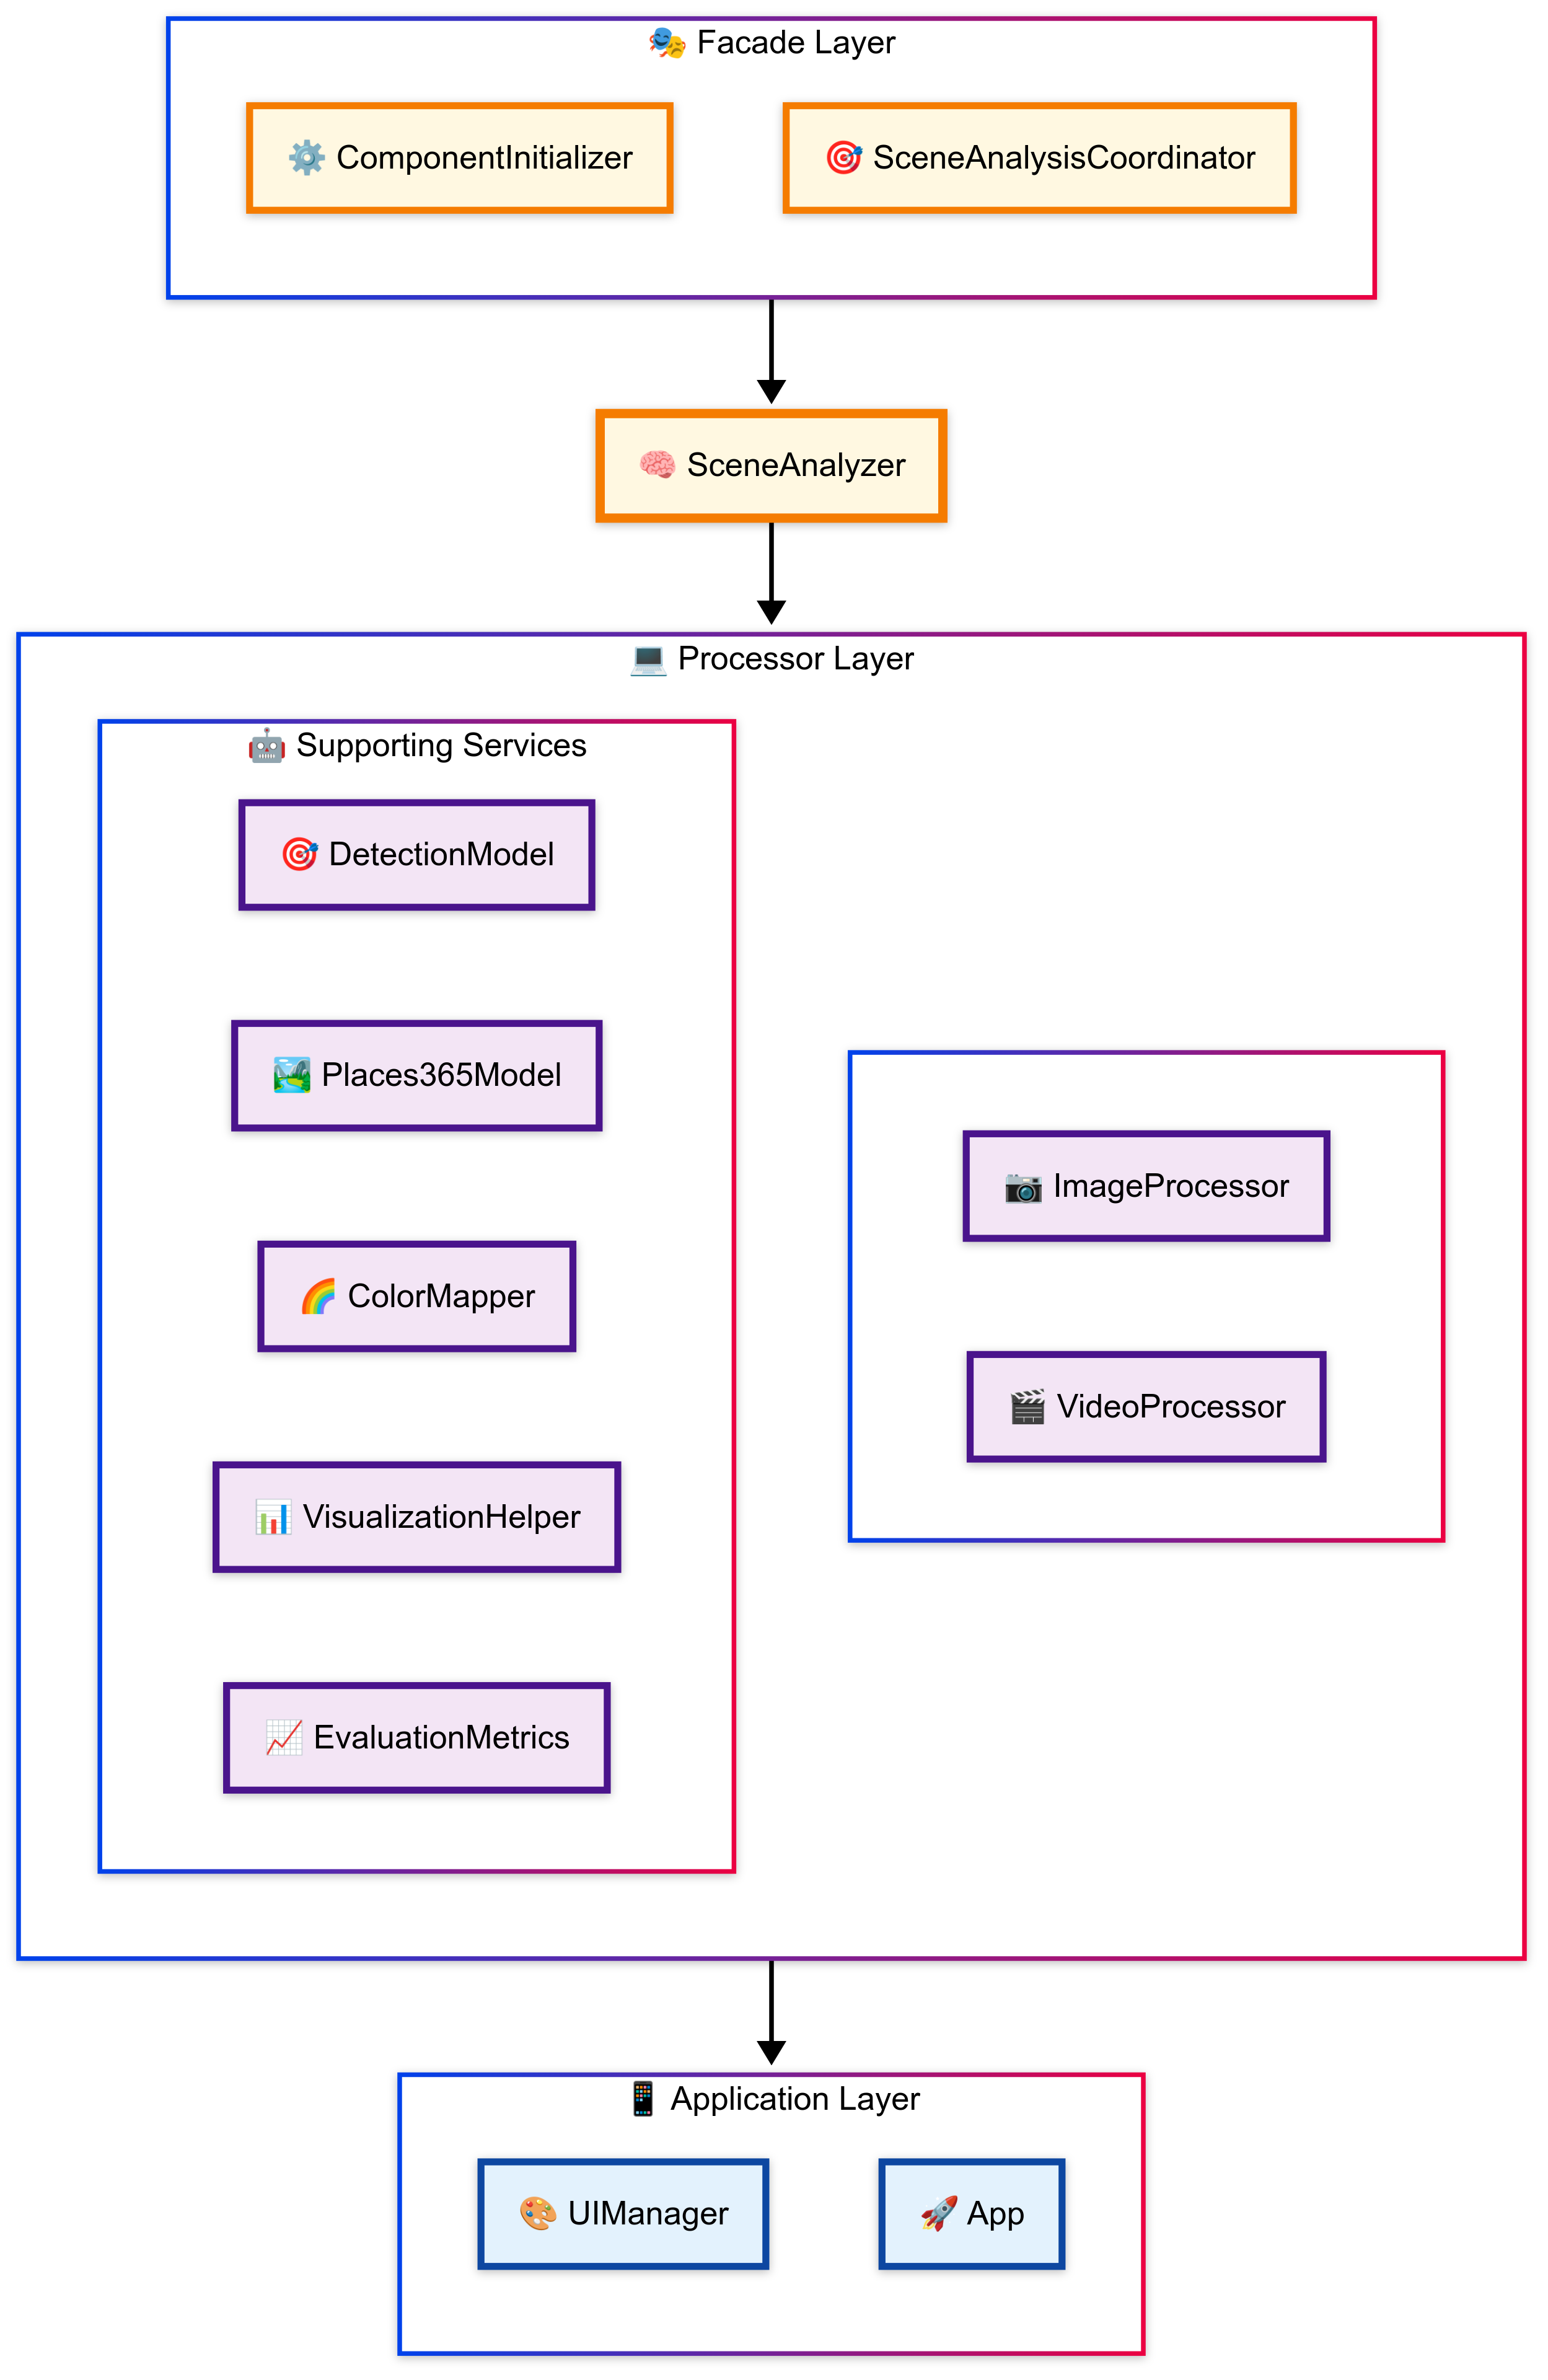 Facade Layer
ComponentInitializer
SceneAnalysisCoordinator
SceneAnalyzer
Processor Layer
Supporting Services
DetectionModel
Places365Model
ColorMapper
VisualizationHelper
EvaluationMetrics
ImageProcessor
VideoProcessor
Application Layer
UIManager
App